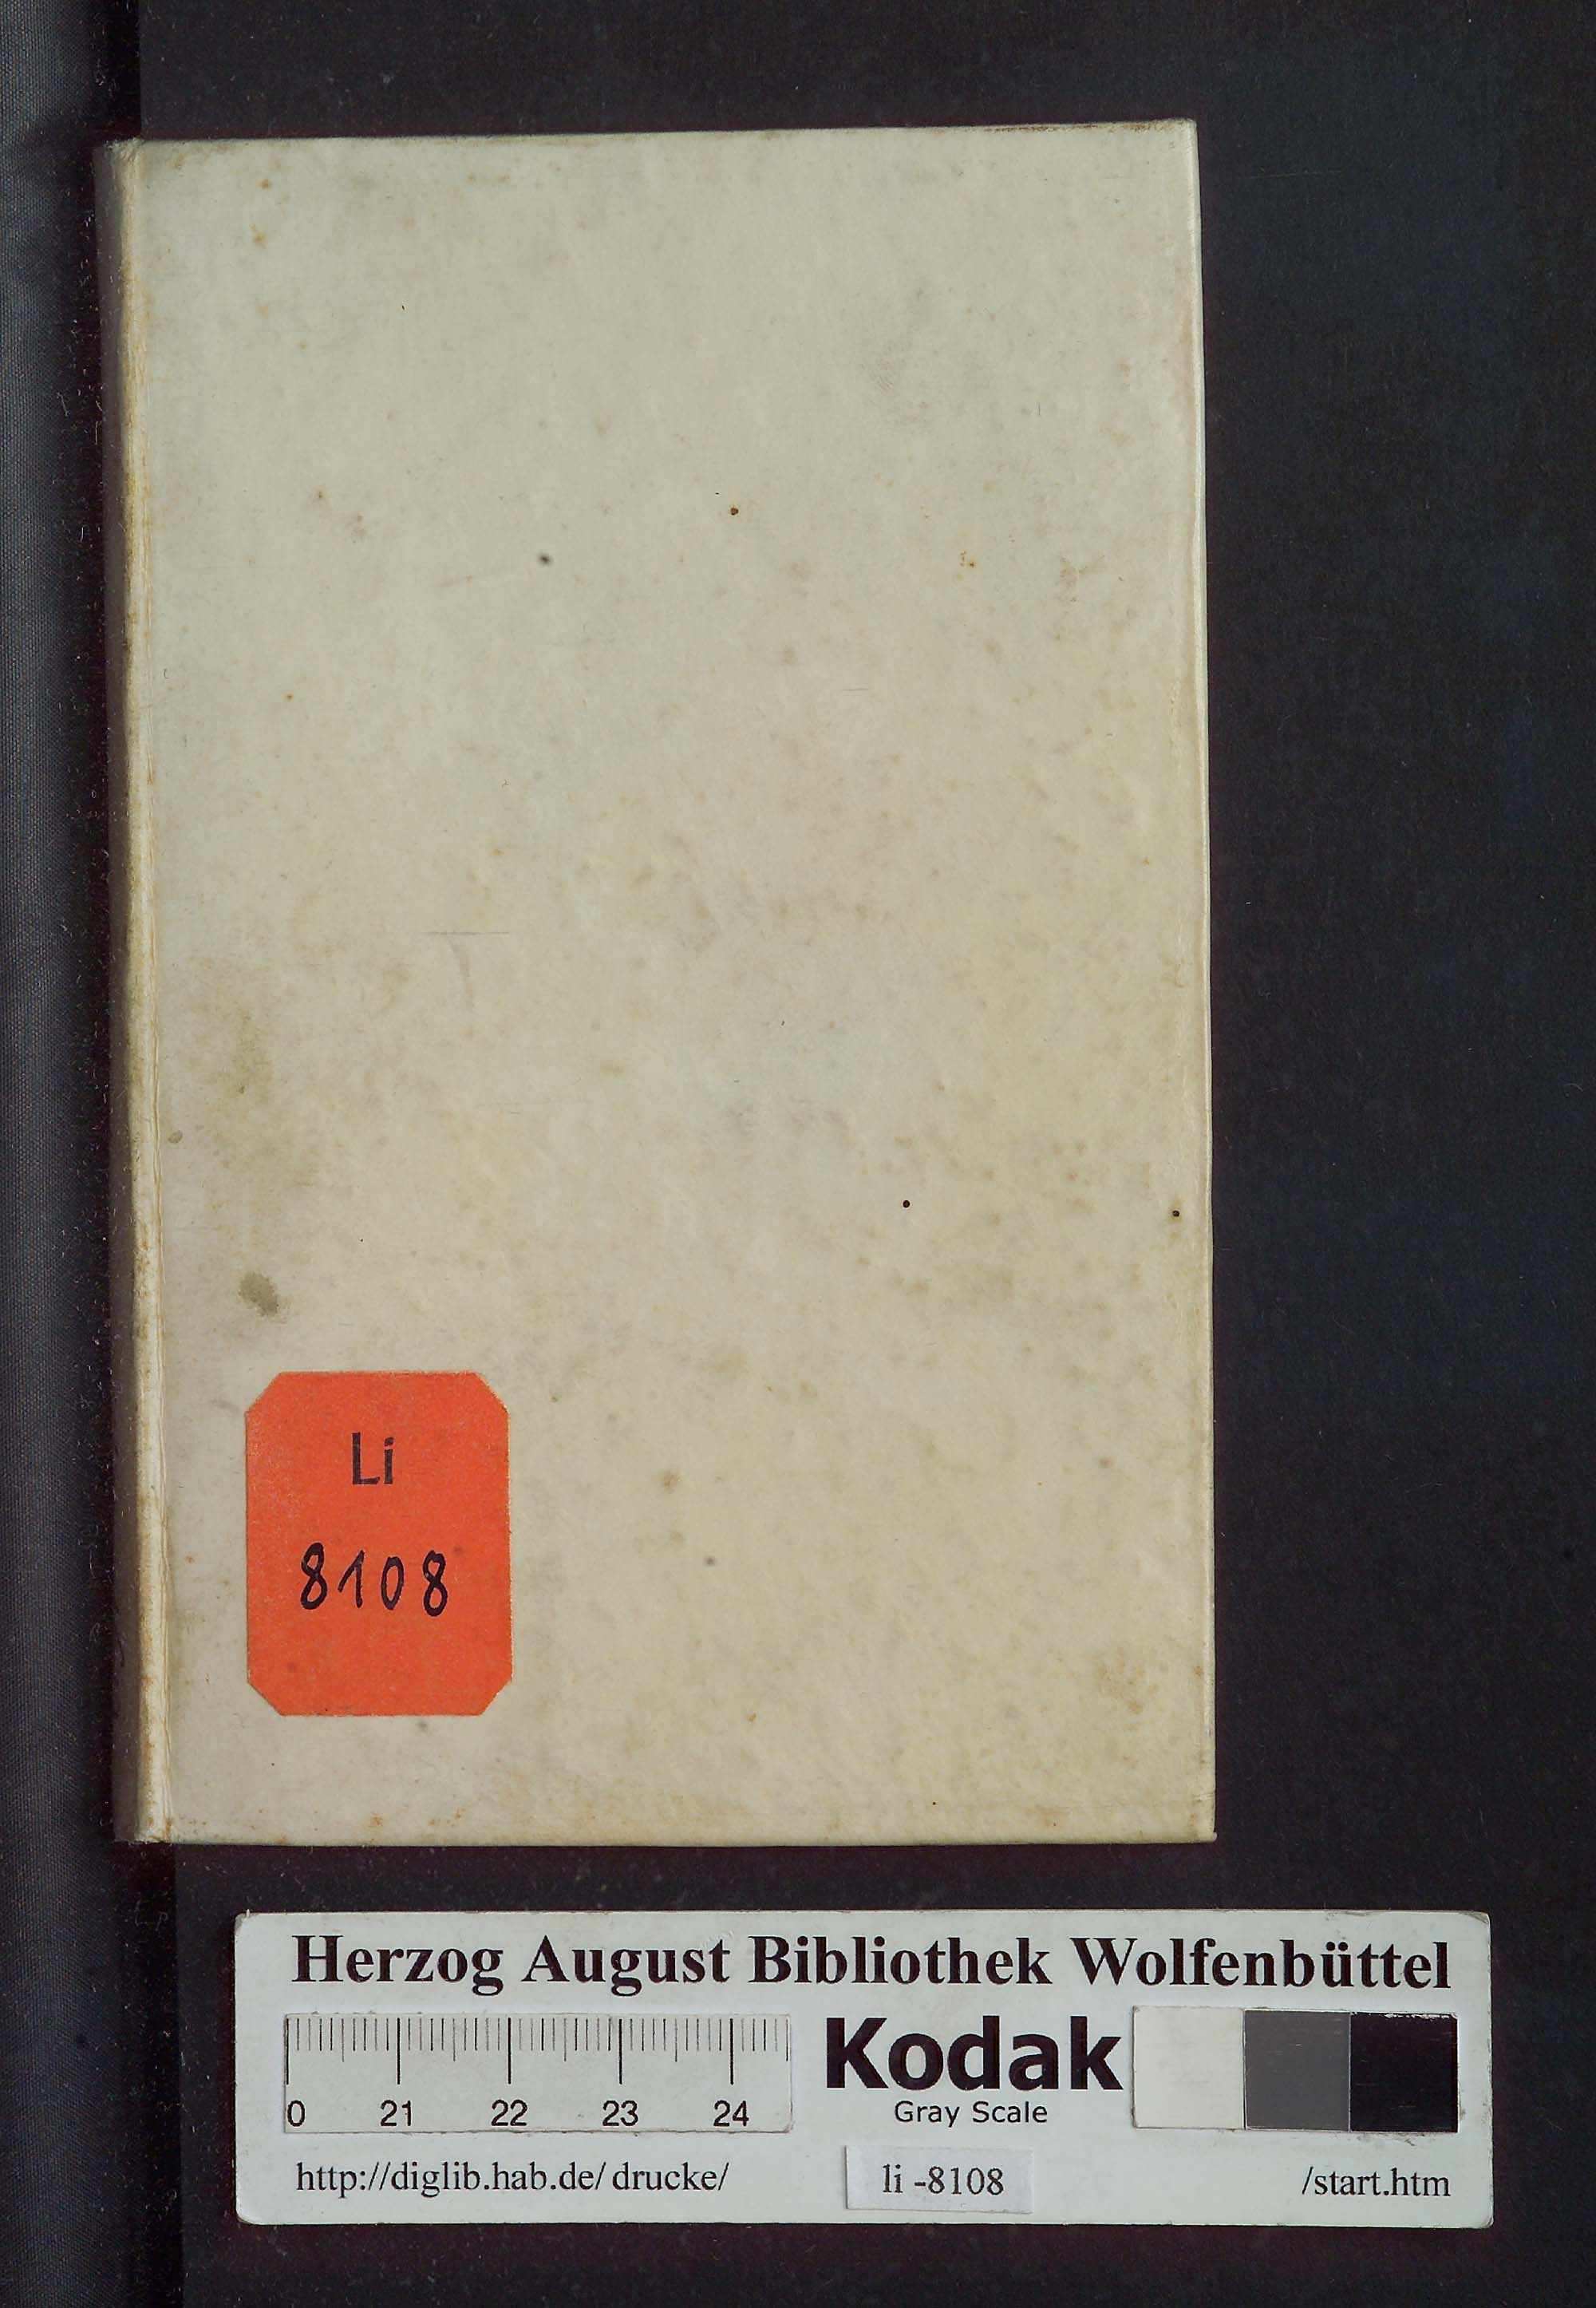 Li
8108
Herzog August Bibliothek Wolfenbüttel
0 21 22 23 24
Kodak
Gray Scale
http://diglib.hab.de/drucke/ li -8108 /start.htm